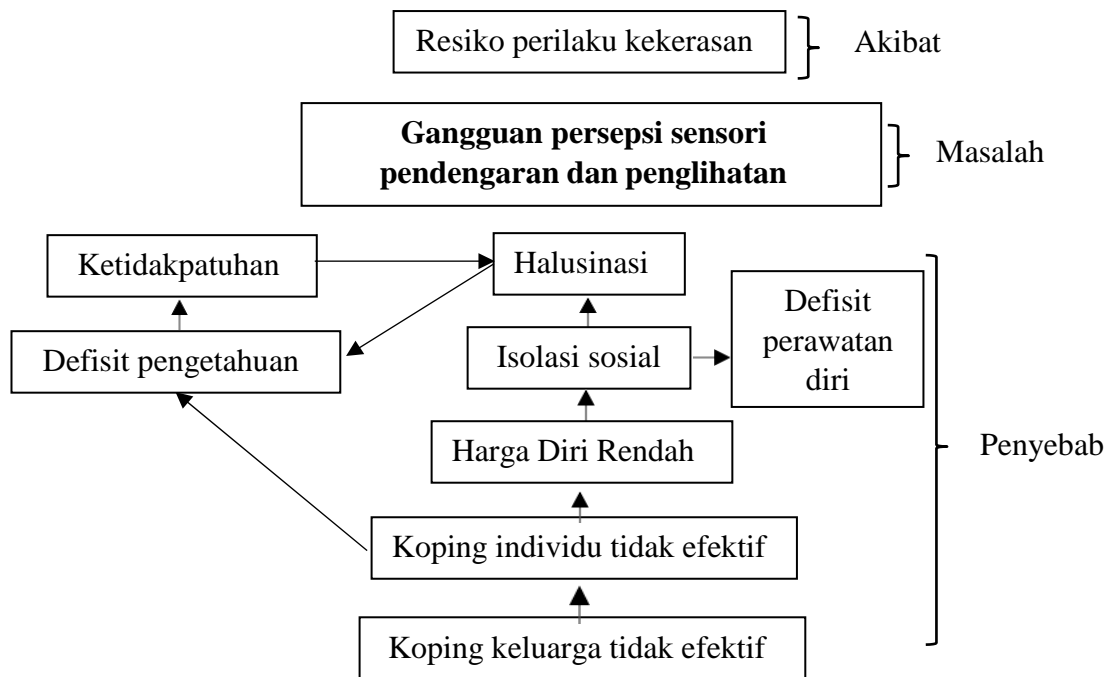 Resiko perilaku kekerasan
Akibat
Gangguan persepsi sensori
pendengaran dan penglihatan
Masalah
Ketidakpatuhan
Halusinasi
Defisit
perawatan
diri
Defisit pengetahuan
Isolasi sosial
Harga Diri Rendah
Penyebab
Koping individu tidak efektif
Koping keluarga tidak efektif